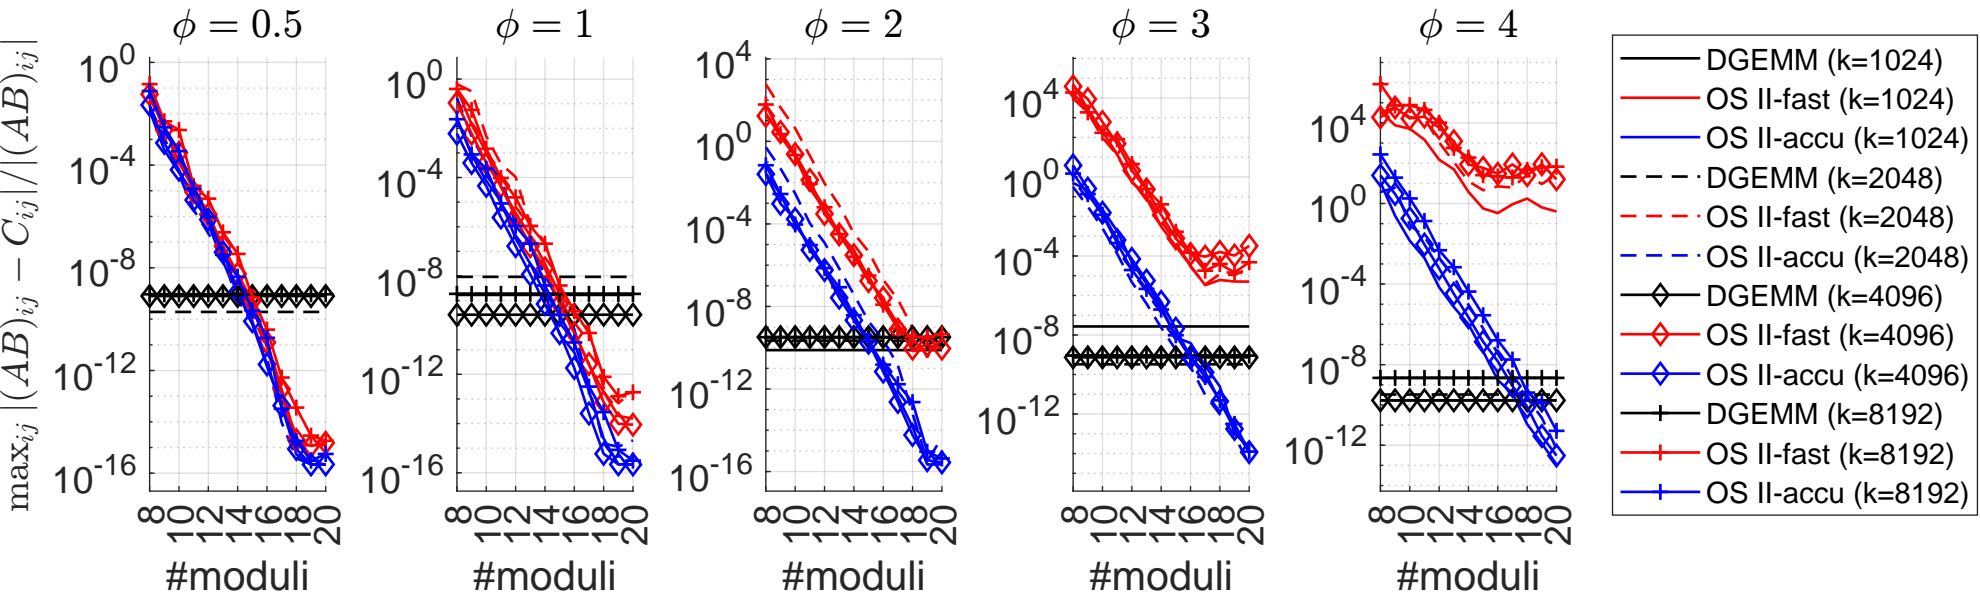 ϕ = 0.5
ϕ = 1
ϕ = 2
ϕ = 3
ϕ = 4
max_{ij} |(AB)_{ij} − C_{ij}|/|(AB)_{ij}|
10^0
10^{-4}
10^{-8}
10^{-12}
10^{-16}
8 10 12 14 16 18 20
#moduli
10^0
10^{-4}
10^{-8}
10^{-12}
10^{-16}
8 10 12 14 16 18 20
#moduli
10^4
10^0
10^{-4}
10^{-8}
10^{-12}
10^{-16}
8 10 12 14 16 18 20
#moduli
10^4
10^0
10^{-4}
10^{-8}
10^{-12}
8 10 12 14 16 18 20
#moduli
10^4
10^0
10^{-4}
10^{-8}
10^{-12}
8 10 12 14 16 18 20
#moduli
DGEMM (k=1024)
OS II-fast (k=1024)
OS II-accu (k=1024)
DGEMM (k=2048)
OS II-fast (k=2048)
OS II-accu (k=2048)
DGEMM (k=4096)
OS II-fast (k=4096)
OS II-accu (k=4096)
DGEMM (k=8192)
OS II-fast (k=8192)
OS II-accu (k=8192)